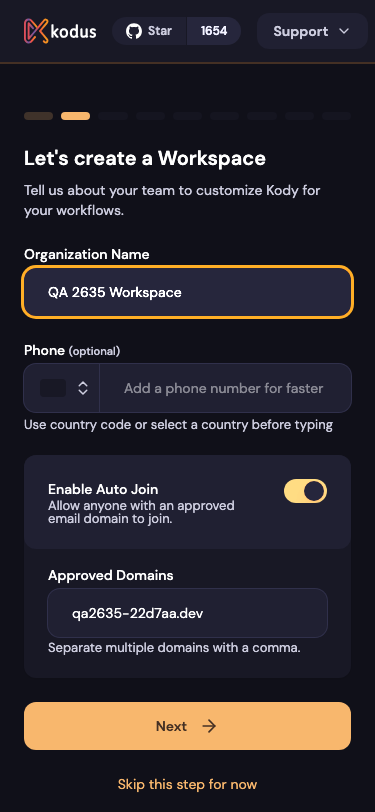 kodus
Star 1654
Support
Let's create a Workspace
Tell us about your team to customize Kody for
your workflows.
Organization Name
QA 2635 Workspace
Phone (optional)
Add a phone number for faster
Use country code or select a country before typing
Enable Auto Join
Allow anyone with an approved
email domain to join.
Approved Domains
qa2635-22d7aa.dev
Separate multiple domains with a comma.
Next
Skip this step for now